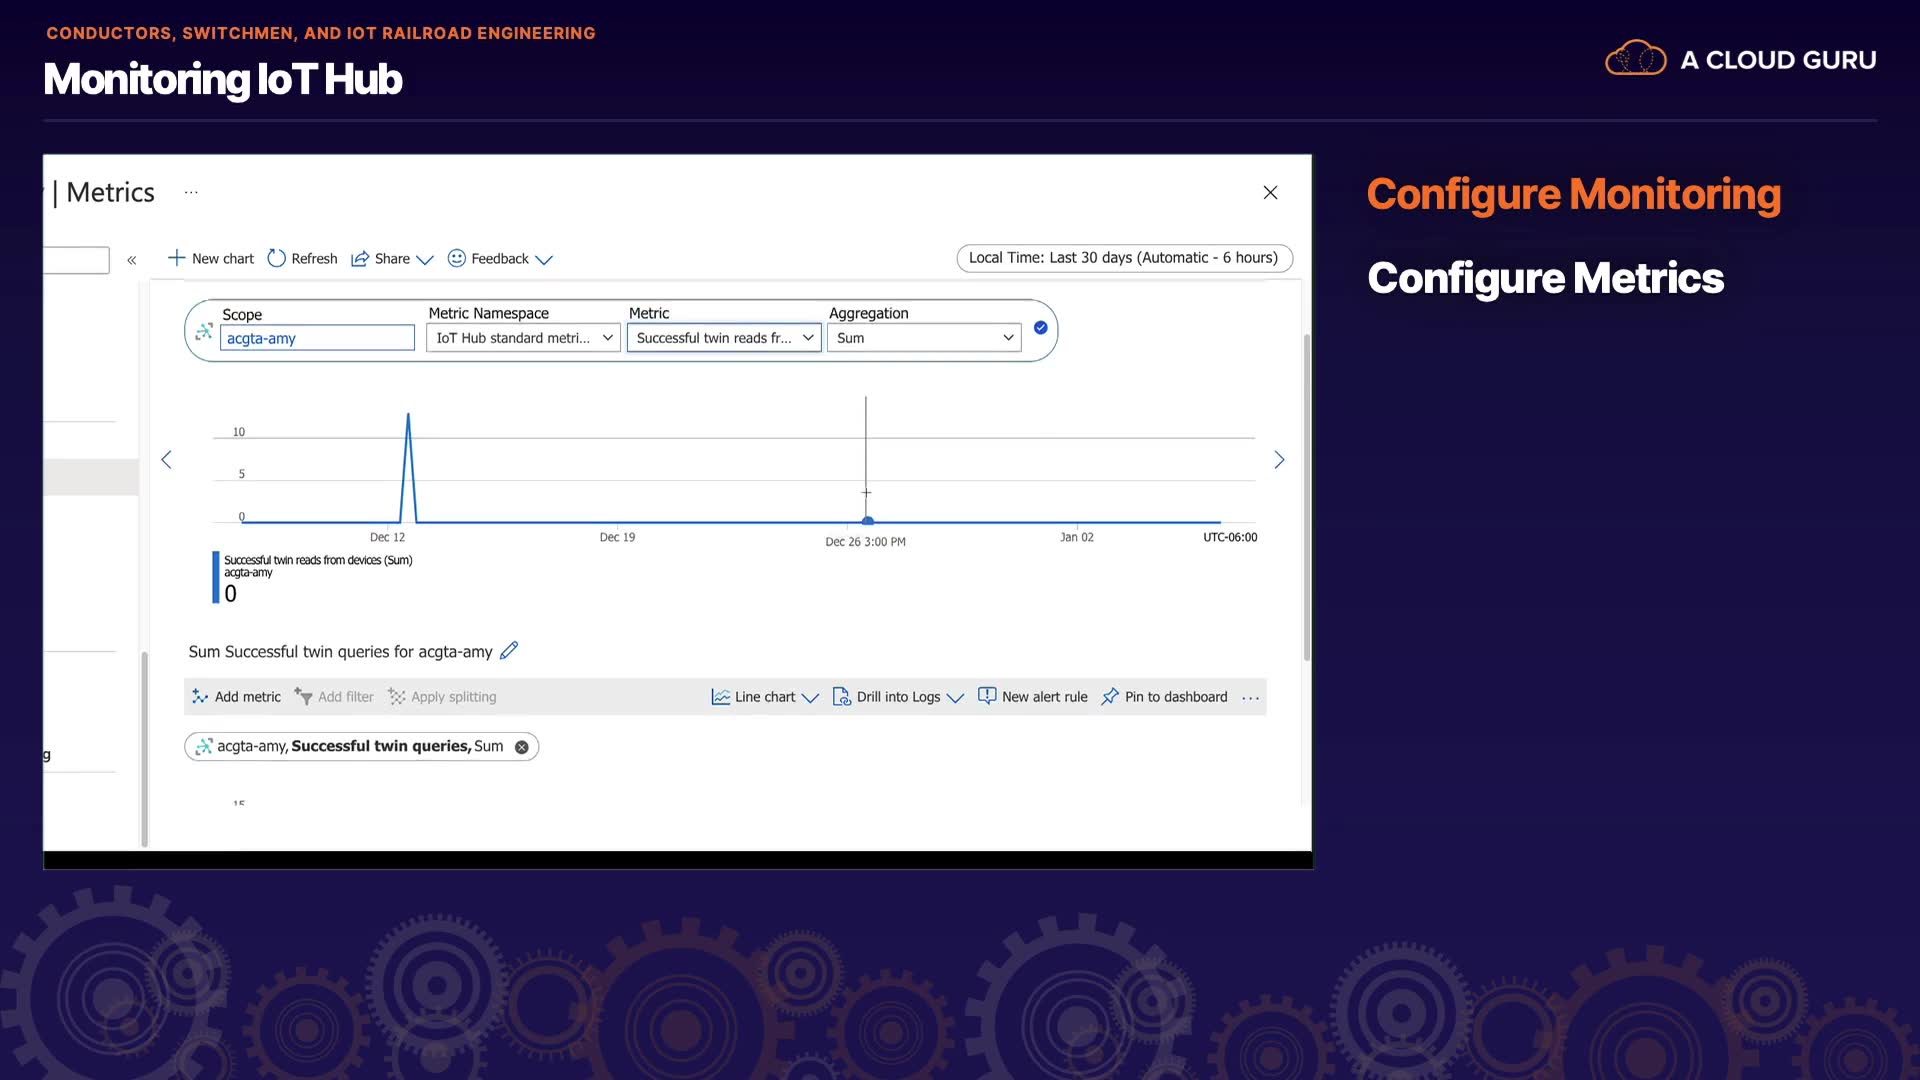 CONDUCTORS, SWITCHMEN, AND IOT RAILROAD ENGINEERING
Monitoring IoT Hub
A CLOUD GURU
| Metrics ...
Configure Monitoring
Configure Metrics
« New chart Refresh Share Feedback Local Time: Last 30 days (Automatic - 6 hours)
Scope Metric Namespace Metric Aggregation
acgta-amy IoT Hub standard metri... Successful twin reads fr... Sum
10
5
0
Dec 12 Dec 19 Dec 26 3:00 PM Jan 02 UTC-06:00
Successful twin reads from devices (Sum)
acgta-amy
0
Sum Successful twin queries for acgta-amy
Add metric Add filter Apply splitting Line chart Drill into Logs New alert rule Pin to dashboard ...
acgta-amy, Successful twin queries, Sum
g
15